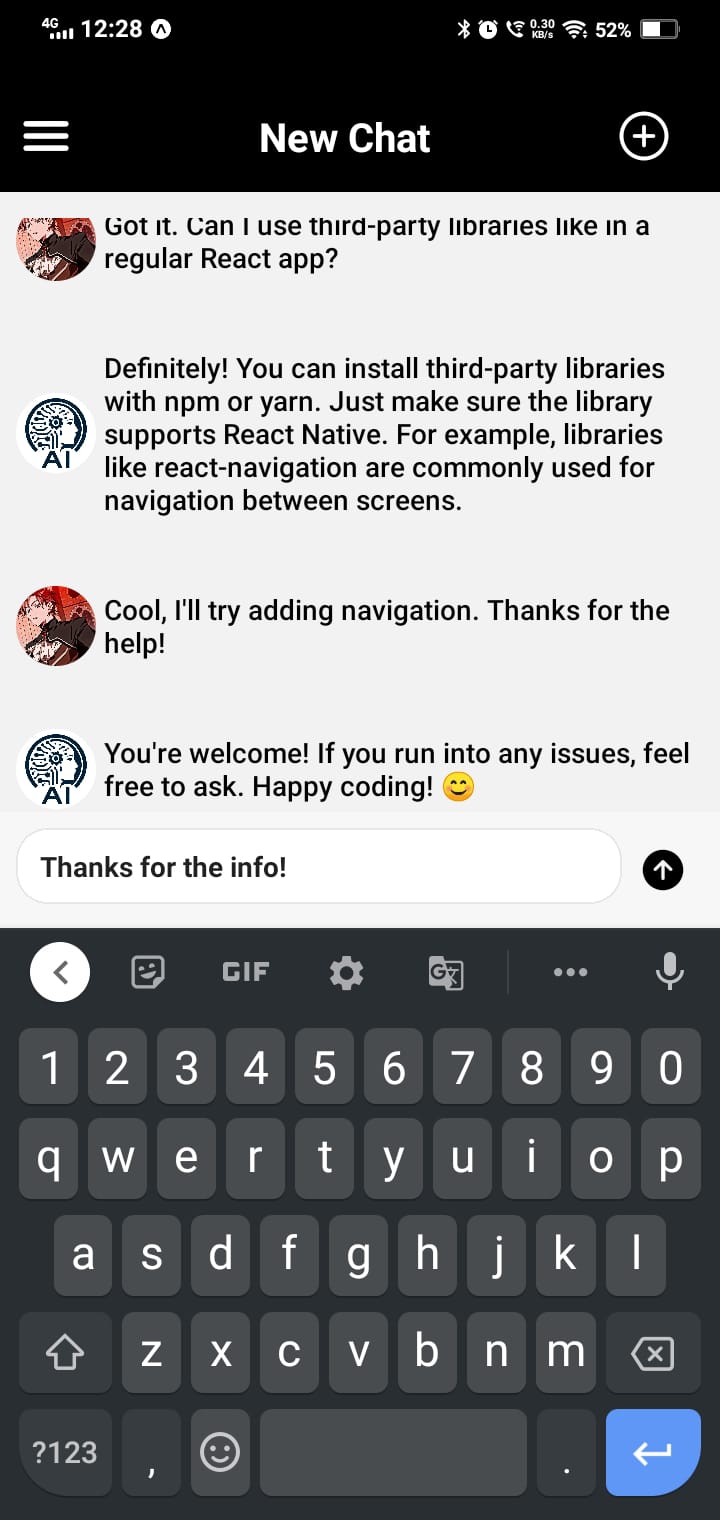 4G 12:28 0.30 KB/s 52%
New Chat
Got it. Can I use third-party libraries like in a
regular React app?
Definitely! You can install third-party libraries
with npm or yarn. Just make sure the library
AI supports React Native. For example, libraries
like react-navigation are commonly used for
navigation between screens.
Cool, I'll try adding navigation. Thanks for the
help!
AI You're welcome! If you run into any issues, feel
free to ask. Happy coding! 😊
Thanks for the info!
GIF G
1 2 3 4 5 6 7 8 9 0
q w e r t y u i o p
a s d f g h j k l
z x c v b n m
?123 , .